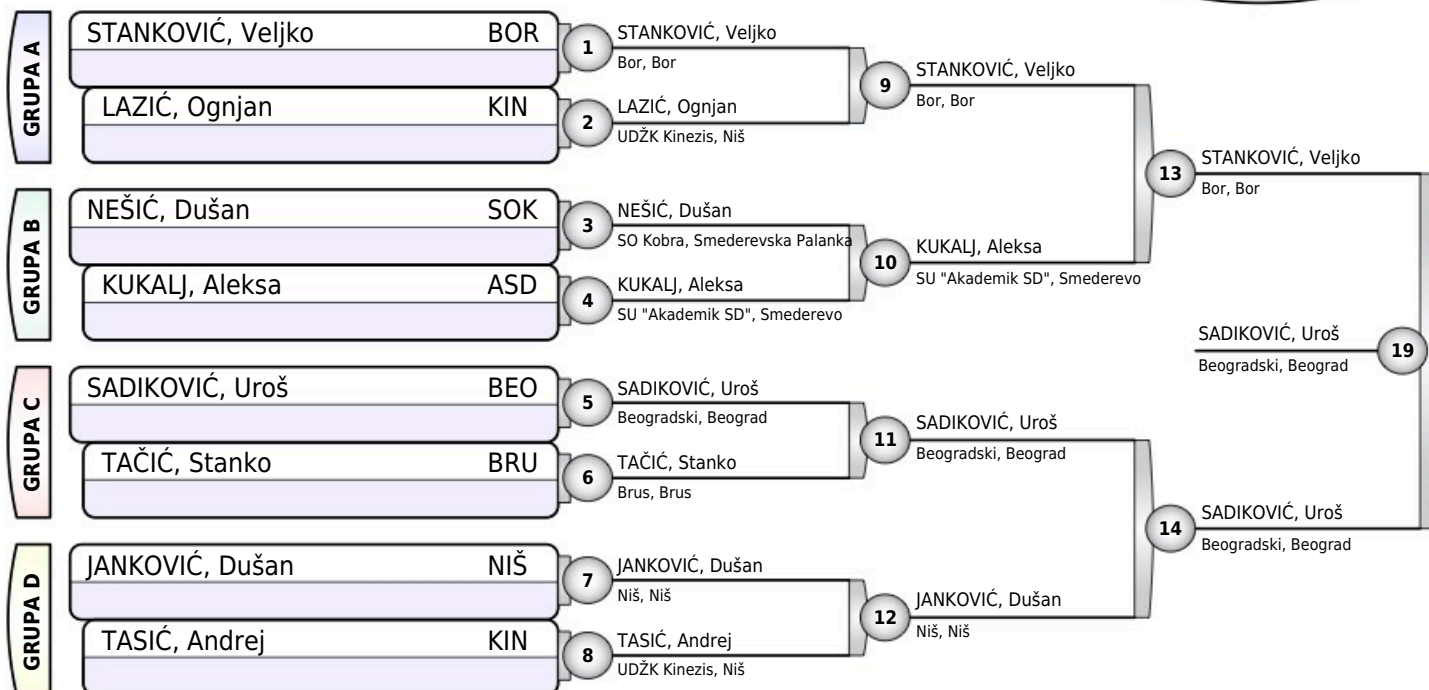 GRUPA A
STANKOVIĆ, Veljko BOR
LAZIĆ, Ognjan KIN
GRUPA B
NEŠIĆ, Dušan SOK
KUKALJ, Aleksa ASD
GRUPA C
SADIKOVIĆ, Uroš BEO
TAČIĆ, Stanko BRU
GRUPA D
JANKOVIĆ, Dušan NIŠ
TASIĆ, Andrej KIN
1 STANKOVIĆ, Veljko
Bor, Bor
2 LAZIĆ, Ognjan
UDŽK Kinezis, Niš
3 NEŠIĆ, Dušan
SO Kobra, Smederevska Palanka
4 KUKALJ, Aleksa
SU "Akademik SD", Smederevo
5 SADIKOVIĆ, Uroš
Beogradski, Beograd
6 TAČIĆ, Stanko
Brus, Brus
7 JANKOVIĆ, Dušan
Niš, Niš
8 TASIĆ, Andrej
UDŽK Kinezis, Niš
9 STANKOVIĆ, Veljko
Bor, Bor
10 KUKALJ, Aleksa
SU "Akademik SD", Smederevo
11 SADIKOVIĆ, Uroš
Beogradski, Beograd
12 JANKOVIĆ, Dušan
Niš, Niš
13 STANKOVIĆ, Veljko
Bor, Bor
14 SADIKOVIĆ, Uroš
Beogradski, Beograd
SADIKOVIĆ, Uroš 19
Beogradski, Beograd